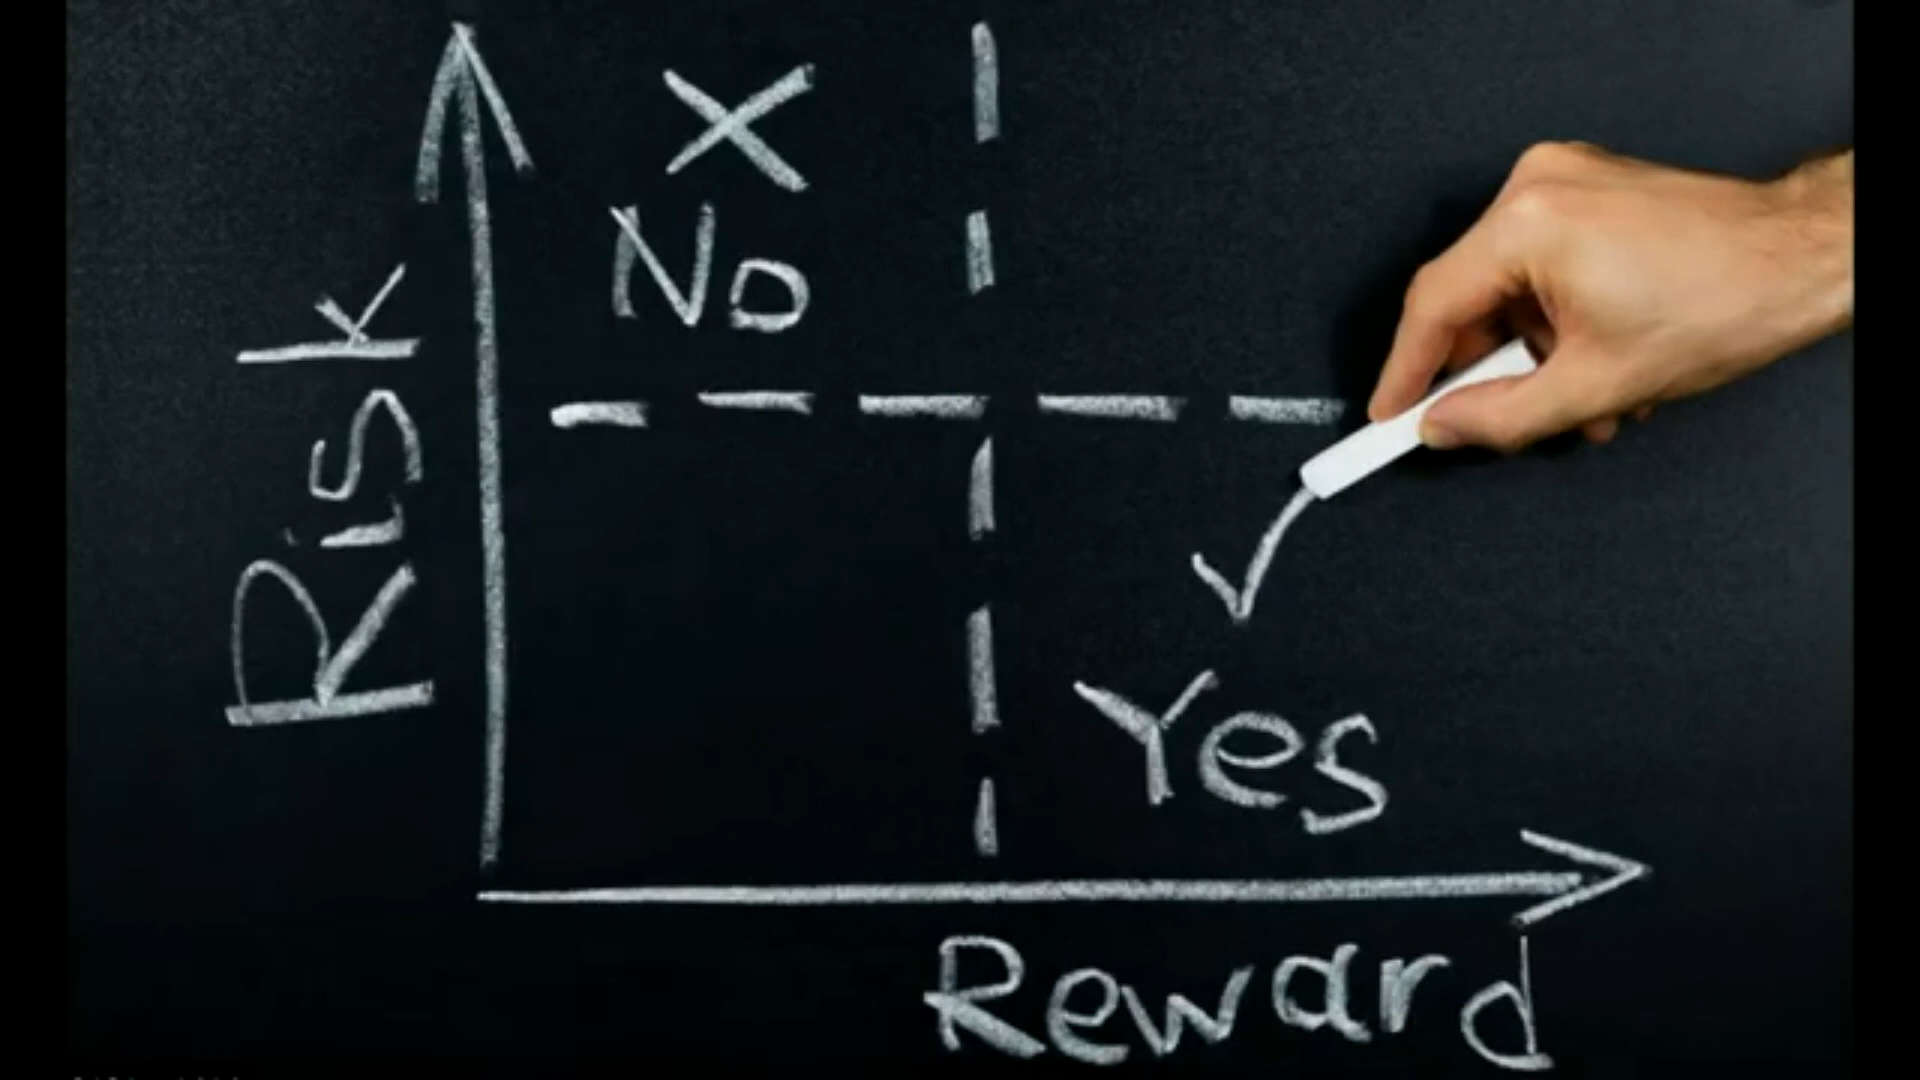 X
No
Risk
Yes
Reward